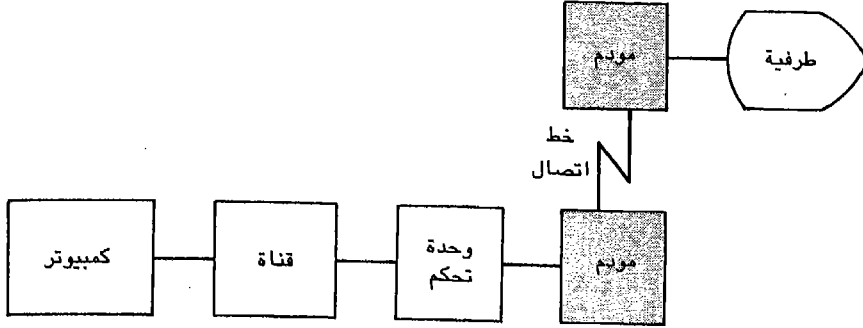 مودم
طرفية
خط
اتصال
كمبيوتر
قناة
وحدة
تحكم
مودم